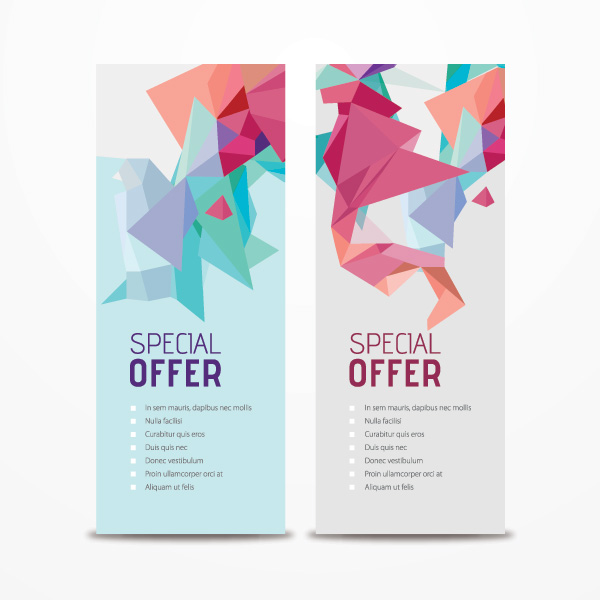 SPECIAL
OFFER
In sem mauris, dapibus nec mollis
Nulla facilisi
Curabitur quis eros
Duis quis nec
Donec vestibulum
Proin ullamcorper orci at
Aliquam ut felis
SPECIAL
OFFER
In sem mauris, dapibus nec mollis
Nulla facilisi
Curabitur quis eros
Duis quis nec
Donec vestibulum
Proin ullamcorper orci at
Aliquam ut felis